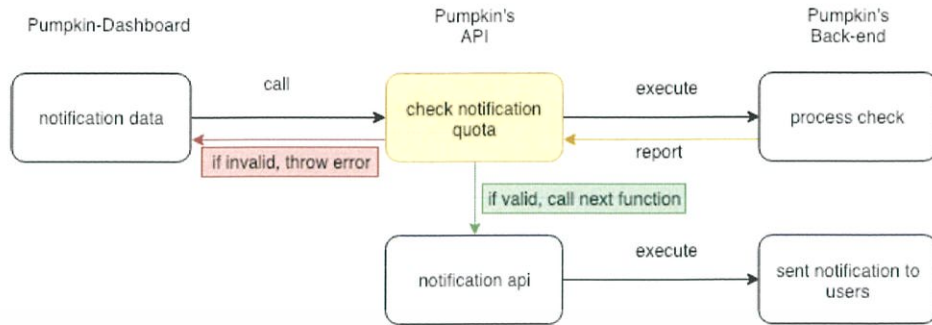 Pumpkin-Dashboard
Pumpkin's
API
Pumpkin's
Back-end
notification data
call
check notification
quota
execute
process check
if invalid, throw error
report
if valid, call next function
notification api
execute
sent notification to
users